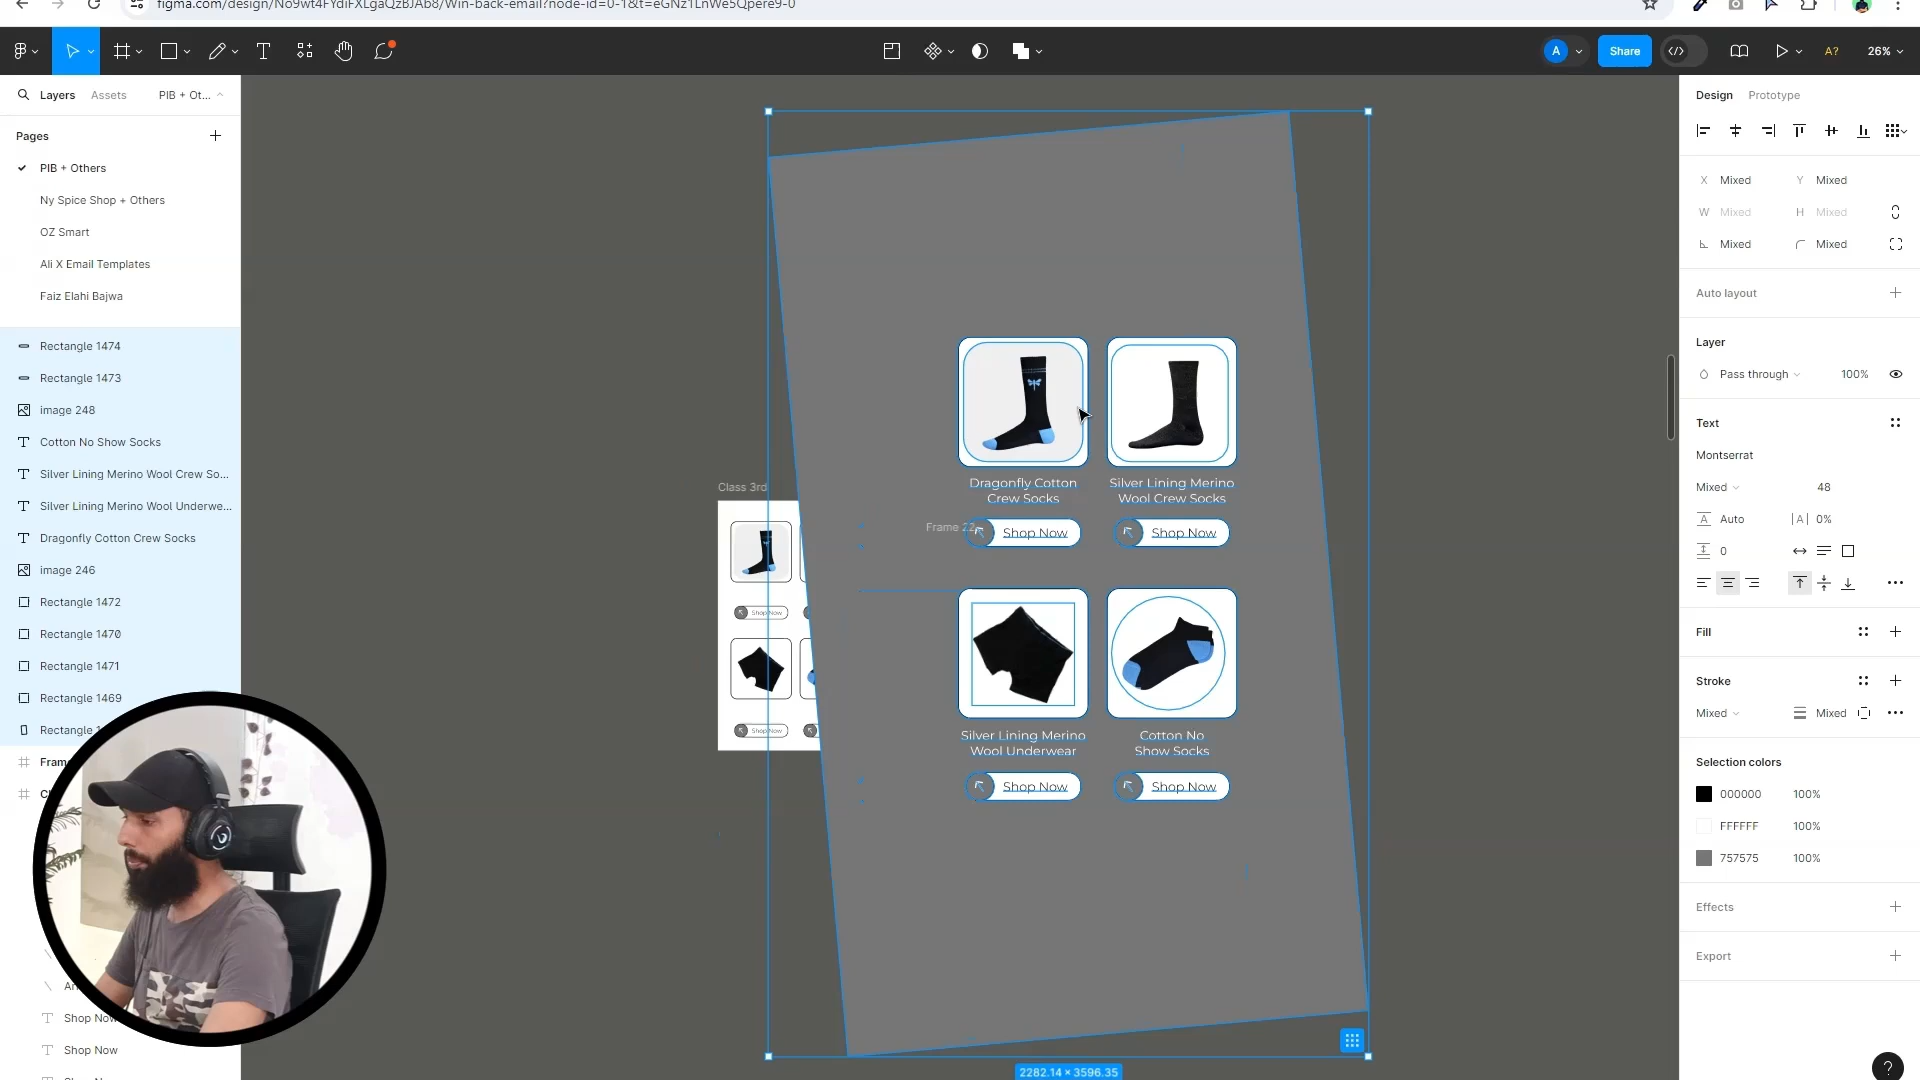 figma.com/design/No9wt4FYdiFXLgaQzBJAb8/Win-back-email?node-id=0-1&t=eGNz1LnWe5Qpere9-0
A
Share
A?
26%
Layers
Assets
PIB + Ot...
Pages
PIB + Others
Ny Spice Shop + Others
OZ Smart
Ali X Email Templates
Faiz Elahi Bajwa
Rectangle 1474
Rectangle 1473
image 248
Cotton No Show Socks
Silver Lining Merino Wool Crew So...
Silver Lining Merino Wool Underwe...
Dragonfly Cotton Crew Socks
image 246
Rectangle 1472
Rectangle 1470
Rectangle 1471
Rectangle 1469
Rectangle
Shop Now
Shop Now
Class 3rd
Shop Now
Shop Now
Frame 22
Dragonfly Cotton
Crew Socks
Silver Lining Merino
Wool Crew Socks
Shop Now
Shop Now
Silver Lining Merino
Wool Underwear
Cotton No
Show Socks
Shop Now
Shop Now
2282.14 × 3596.35
Design
Prototype
X Mixed
Y Mixed
W Mixed
H Mixed
Mixed
Mixed
Auto layout
Layer
Pass through
100%
Text
Montserrat
Mixed
48
Auto
0%
0
Fill
Stroke
Mixed
Mixed
Selection colors
000000 100%
FFFFFF 100%
757575 100%
Effects
Export
?